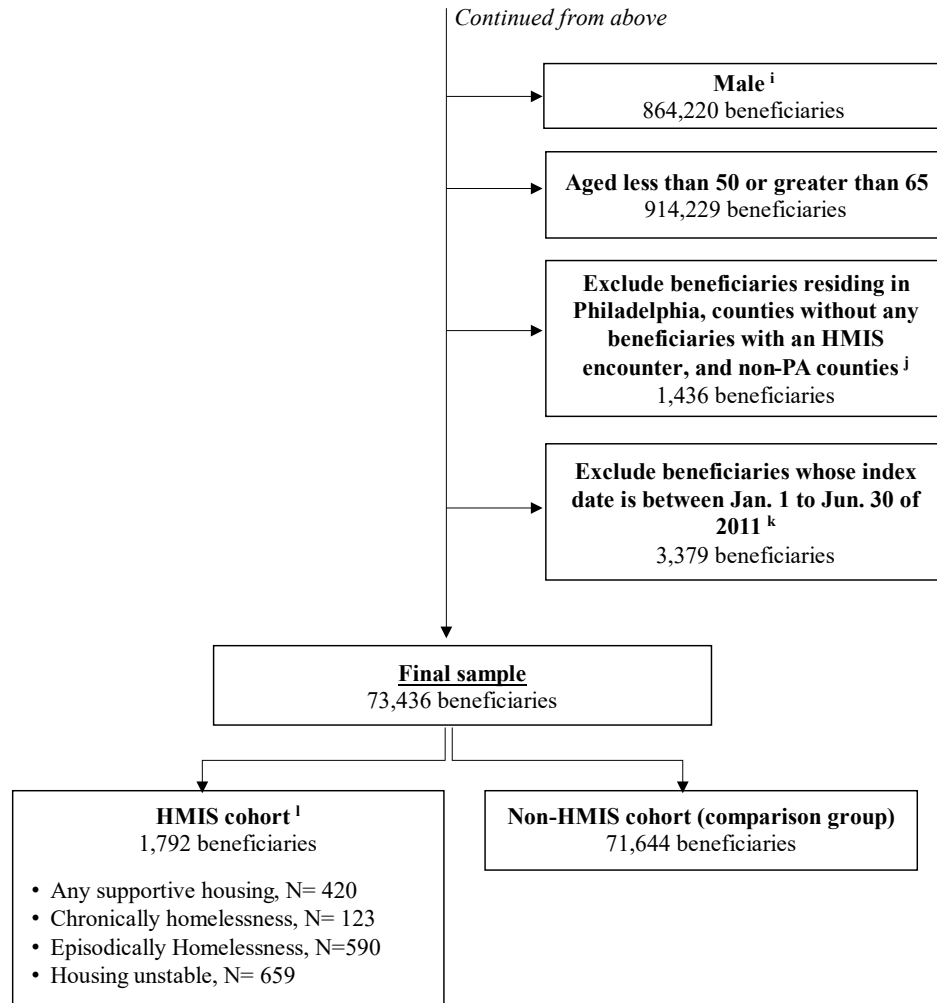 Continued from above
Male i
864,220 beneficiaries
Aged less than 50 or greater than 65
914,229 beneficiaries
Exclude beneficiaries residing in
Philadelphia, counties without any
beneficiaries with an HMIS
encounter, and non-PA counties j
1,436 beneficiaries
Exclude beneficiaries whose index
date is between Jan. 1 to Jun. 30 of
2011 k
3,379 beneficiaries
Final sample
73,436 beneficiaries
HMIS cohort l
1,792 beneficiaries
• Any supportive housing, N= 420
• Chronically homelessness, N= 123
• Episodically Homelessness, N=590
• Housing unstable, N= 659
Non-HMIS cohort (comparison group)
71,644 beneficiaries